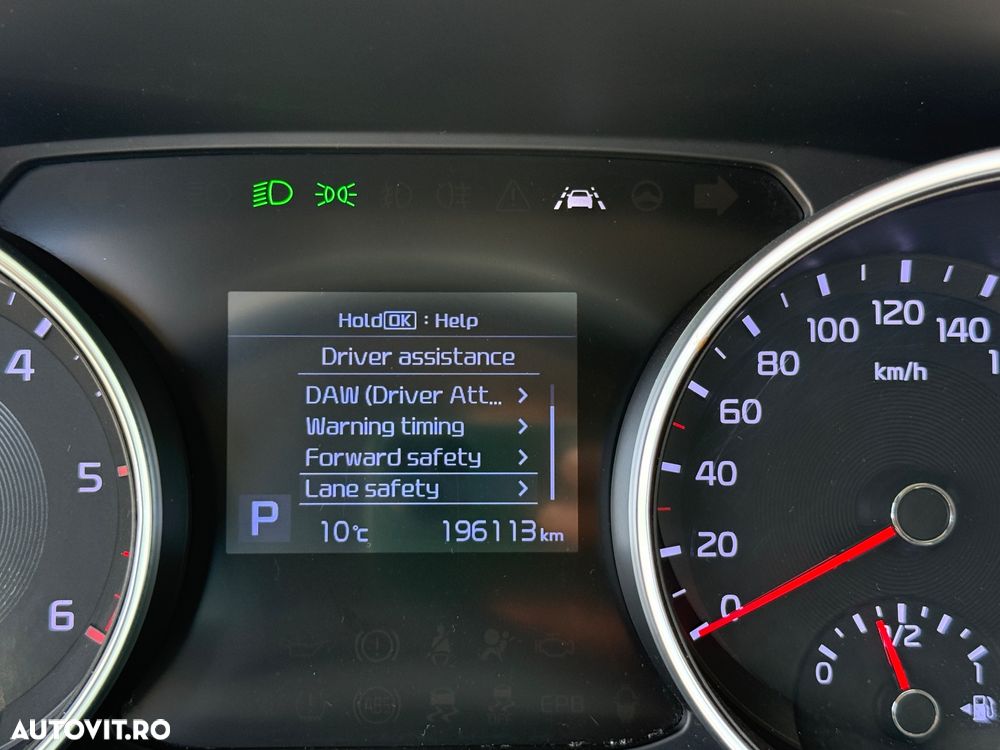 Hold OK : Help
Driver assistance
DAW (Driver Att... >
Warning timing >
Forward safety >
Lane safety >
P 10°C 196113 km
4
5
6
0
20
40
60
80
100
120
140
km/h
0
1/2
1
AUTOVIT.RO